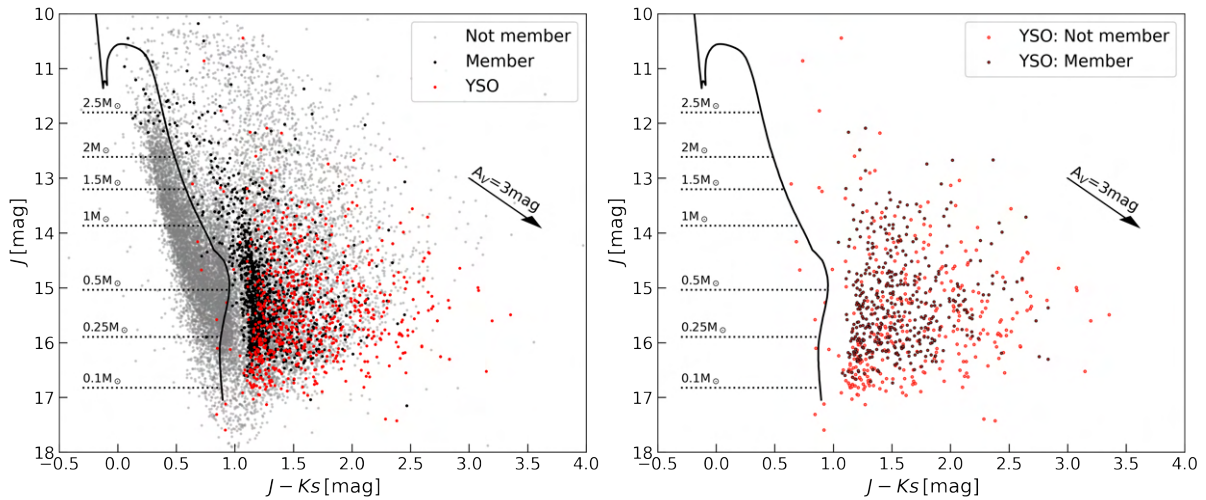 10
11
12
13
14
15
16
17
18
J [mag]
−0.5 0.0 0.5 1.0 1.5 2.0 2.5 3.0 3.5 4.0
J − Ks [mag]
Not member
Member
YSO
2.5M⊙
2M⊙
1.5M⊙
1M⊙
0.5M⊙
0.25M⊙
0.1M⊙
A_V=3mag
10
11
12
13
14
15
16
17
18
J [mag]
−0.5 0.0 0.5 1.0 1.5 2.0 2.5 3.0 3.5 4.0
J − Ks [mag]
YSO: Not member
YSO: Member
2.5M⊙
2M⊙
1.5M⊙
1M⊙
0.5M⊙
0.25M⊙
0.1M⊙
A_V=3mag